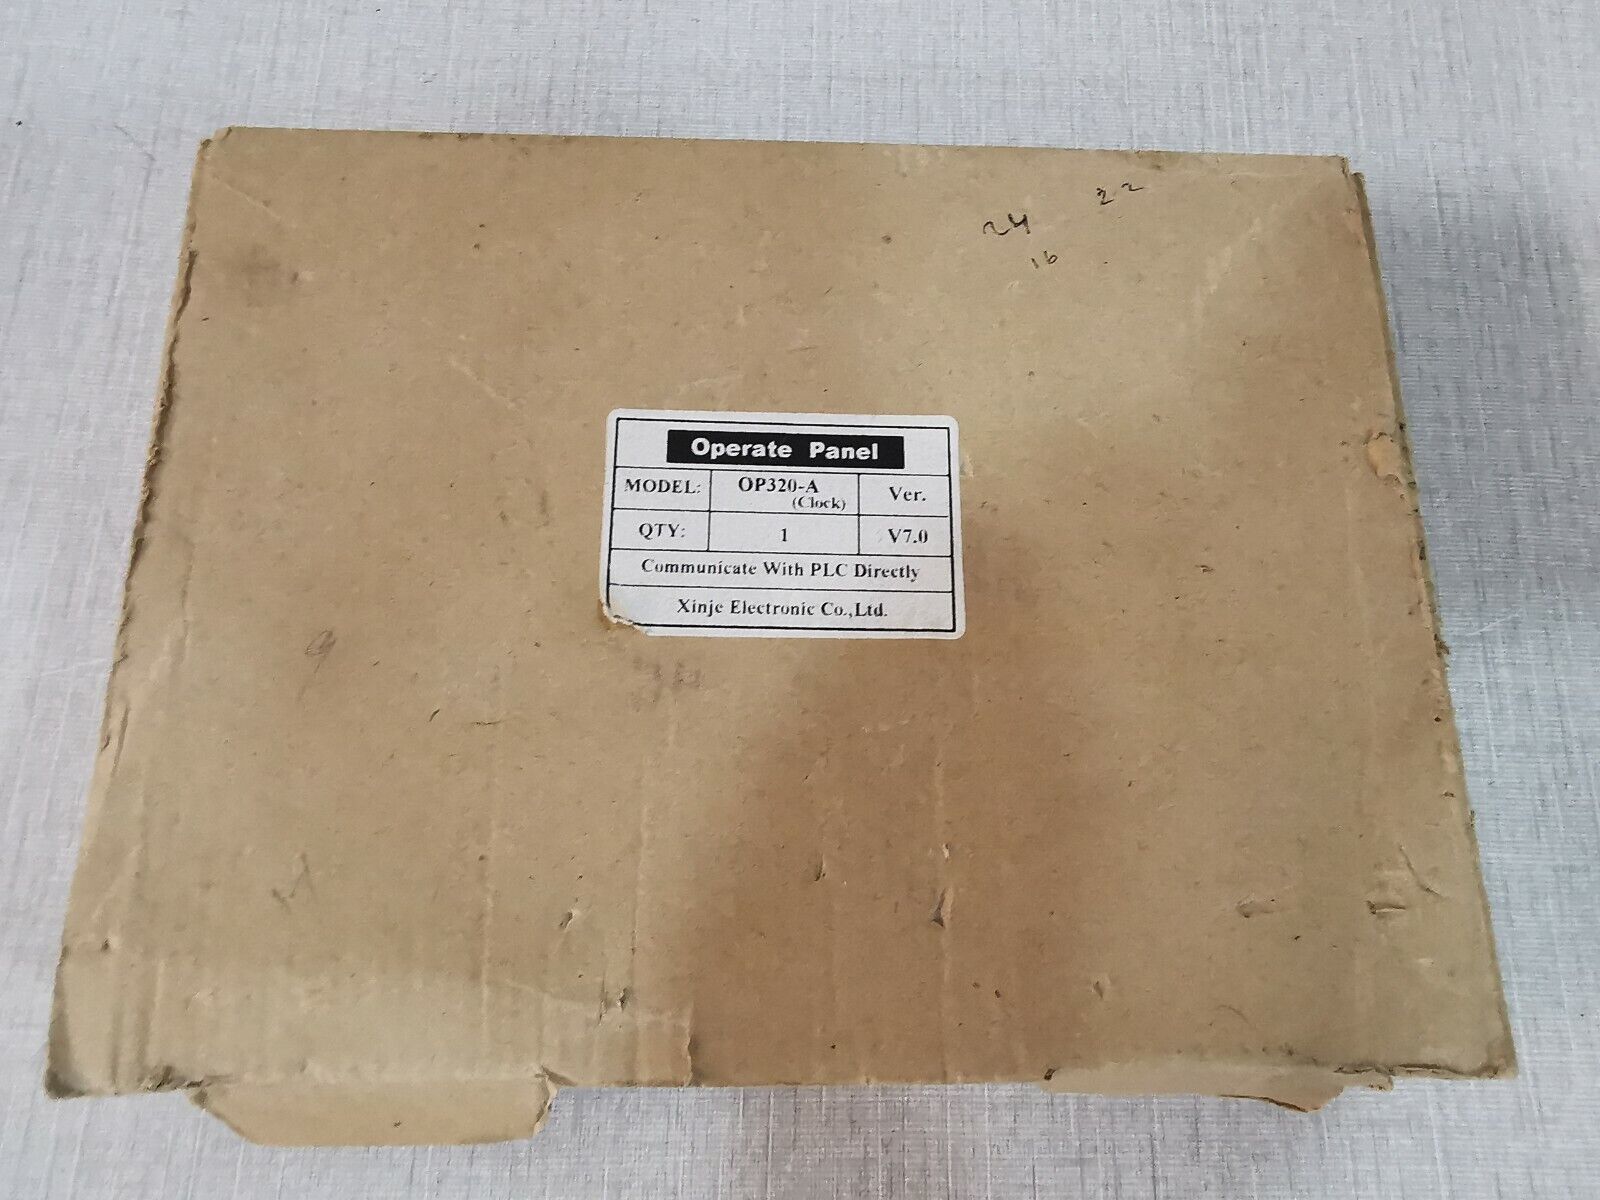 22
24
16
Operate Panel
MODEL: OP320-A Ver.
(Clock)
QTY: 1 V7.0
Communicate With PLC Directly
Xinje Electronic Co.,Ltd.